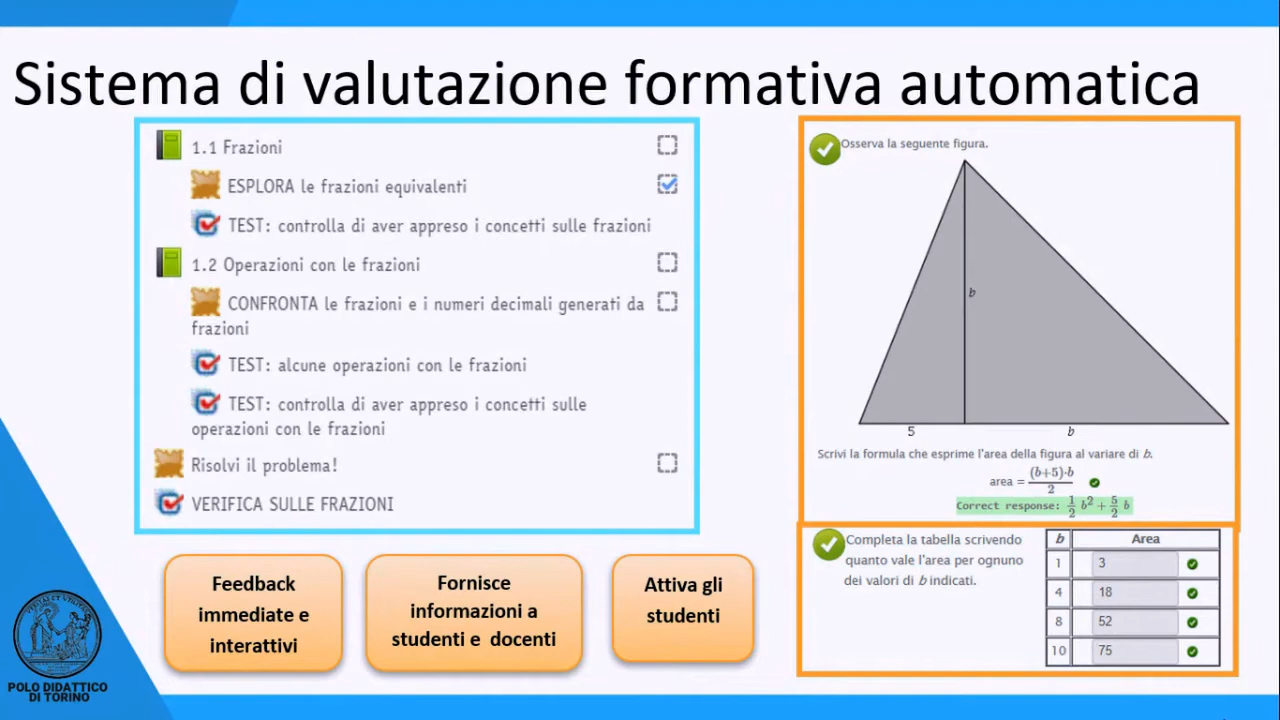 Sistema di valutazione formativa automatica
1.1 Frazioni
ESPLORA le frazioni equivalenti
TEST: controlla di aver appreso i concetti sulle frazioni
1.2 Operazioni con le frazioni
CONFRONTA le frazioni e i numeri decimali generati da
frazioni
TEST: alcune operazioni con le frazioni
TEST: controlla di aver appreso i concetti sulle
operazioni con le frazioni
Risolvi il problema!
VERIFICA SULLE FRAZIONI
Osserva la seguente figura.
b
5 b
Scrivi la formula che esprime l'area della figura al variare di b.
area = (b+5)·b/2
Correct response: 1/2 b² + 5/2 b
Completa la tabella scrivendo
quanto vale l'area per ognuno
dei valori di b indicati.
b Area
1 3
4 18
8 52
10 75
Feedback
immediate e
interattivi
Fornisce
informazioni a
studenti e docenti
Attiva gli
studenti
POLO DIDATTICO
DI TORINO